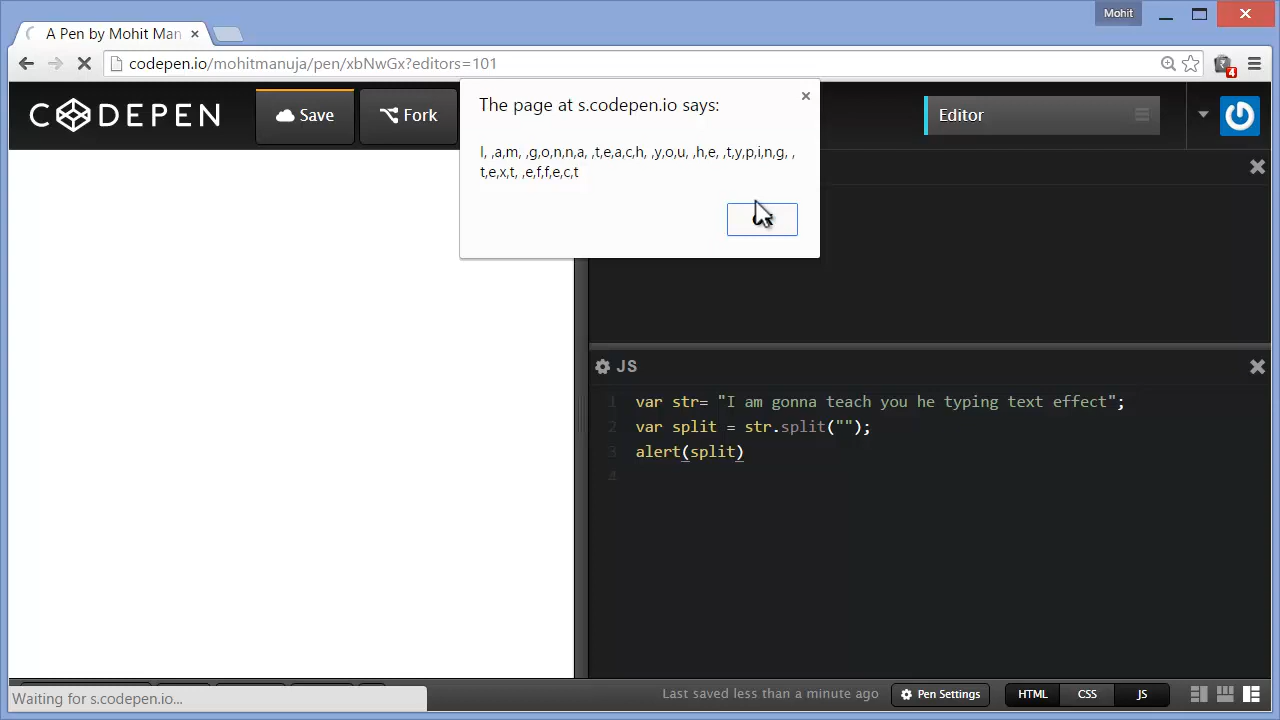 Mohit
A Pen by Mohit Man
codepen.io/mohitmanuja/pen/xbNwGx?editors=101
4
CODEPEN
Save
Fork
Editor
The page at s.codepen.io says:
I, ,a,m, ,g,o,n,n,a, ,t,e,a,c,h, ,y,o,u, ,h,e, ,t,y,p,i,n,g, ,
t,e,x,t, ,e,f,f,e,c,t
JS
1 var str= "I am gonna teach you he typing text effect";
2 var split = str.split("");
3 alert(split)
4
Waiting for s.codepen.io...
Last saved less than a minute ago
Pen Settings
HTML
CSS
JS